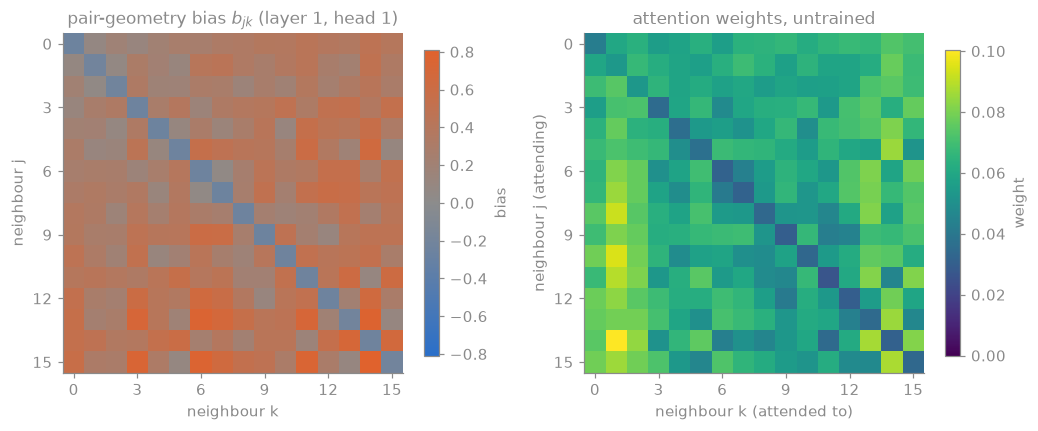 pair-geometry bias b_jk (layer 1, head 1)
0
3
6
9
12
15
neighbour j
0 3 6 9 12 15
neighbour k
0.8
0.6
0.4
0.2
0.0
−0.2
−0.4
−0.6
−0.8
bias
attention weights, untrained
0
3
6
9
12
15
neighbour j (attending)
0 3 6 9 12 15
neighbour k (attended to)
0.10
0.08
0.06
0.04
0.02
0.00
weight